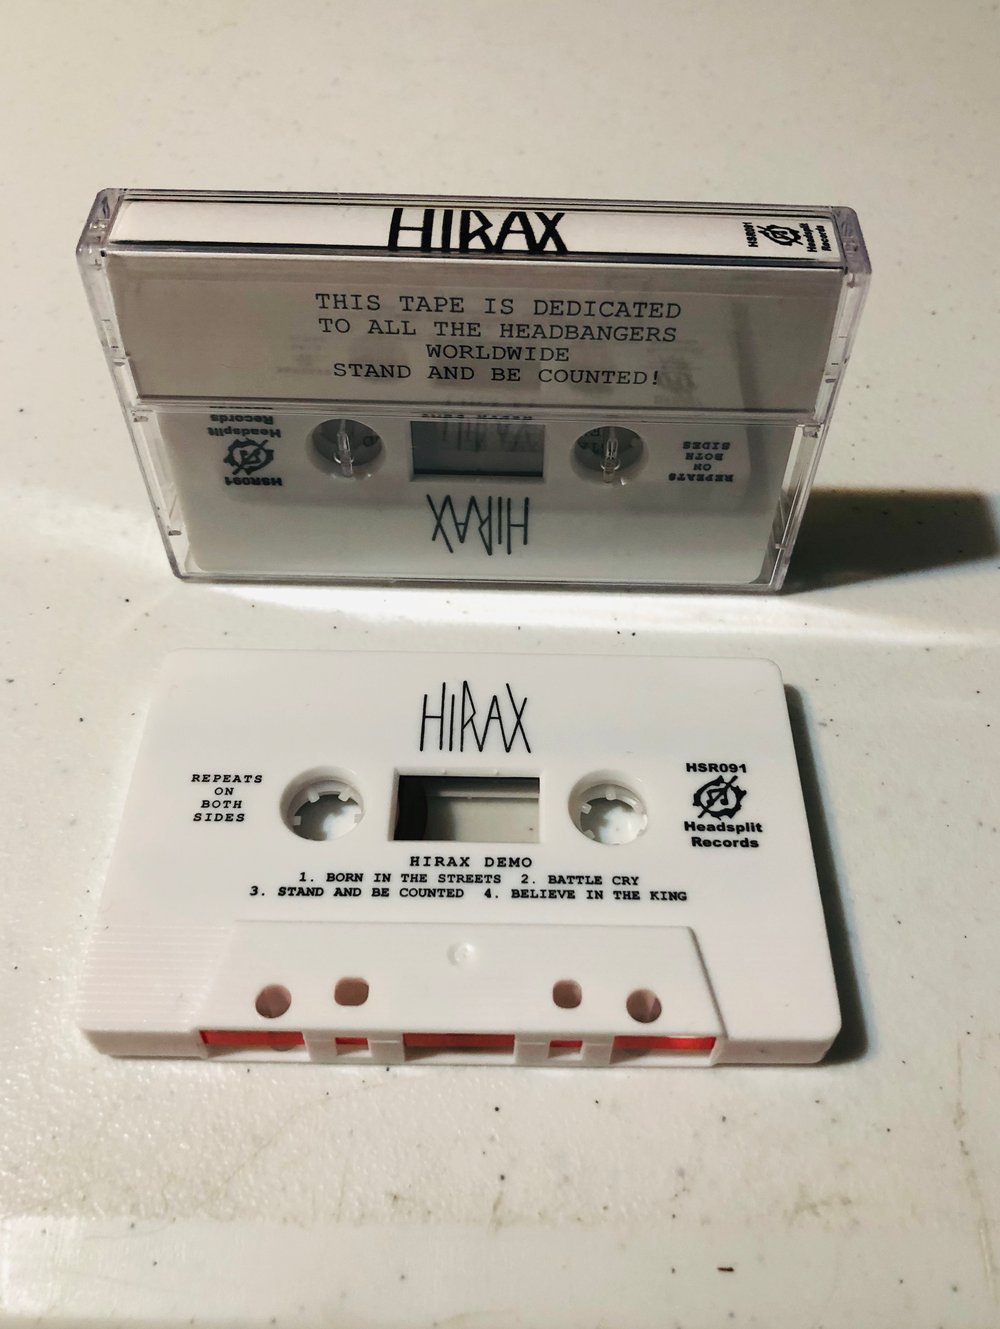 HIRAX
HSR091
Headsplit
Records
THIS TAPE IS DEDICATED
TO ALL THE HEADBANGERS
WORLDWIDE
STAND AND BE COUNTED!
Headsplit
Records
HSR091
REPEATS
ON
BOTH
SIDES
HIRAX
HIRAX
REPEATS
ON
BOTH
SIDES
HSR091
Headsplit
Records
HIRAX DEMO
1. BORN IN THE STREETS 2. BATTLE CRY
3. STAND AND BE COUNTED 4. BELIEVE IN THE KING